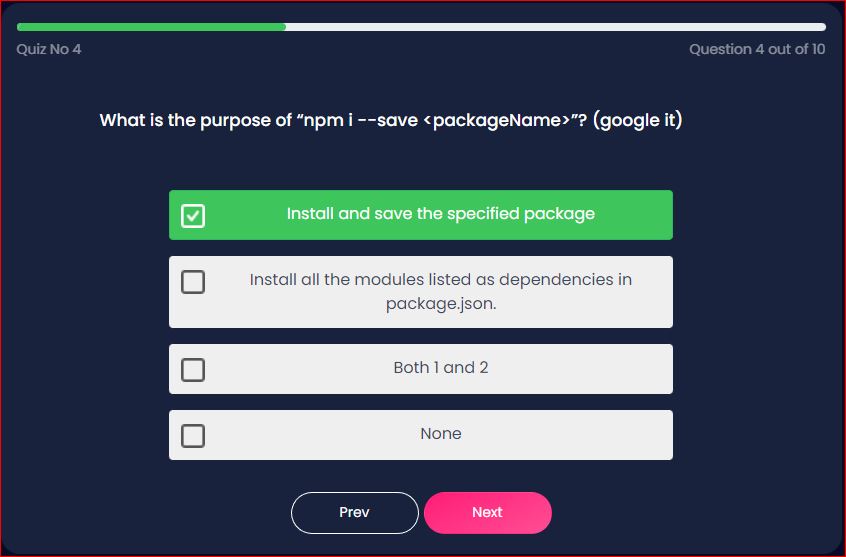 Quiz No 4
Question 4 out of 10
What is the purpose of “npm i --save <packageName>”? (google it)
Install and save the specified package
Install all the modules listed as dependencies in
package.json.
Both 1 and 2
None
Prev
Next